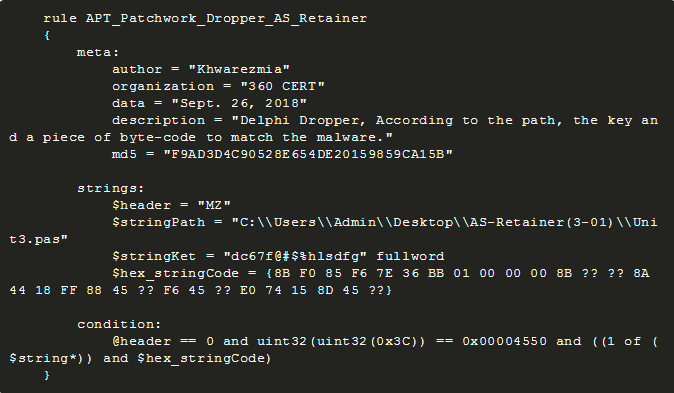 rule APT_Patchwork_Dropper_AS_Retainer
{
meta:
author = "Khwarezmia"
organization = "360 CERT"
data = "Sept. 26, 2018"
description = "Delphi Dropper, According to the path, the key an
d a piece of byte-code to match the malware."
md5 = "F9AD3D4C90528E654DE20159859CA15B"
strings:
$header = "MZ"
$stringPath = "C:\\Users\\Admin\\Desktop\\AS-Retainer(3-01)\\Uni
t3.pas"
$stringKet = "dc67f@#$%hlsdfg" fullword
$hex_stringCode = {8B F0 85 F6 7E 36 BB 01 00 00 00 8B ?? ?? 8A
44 18 FF 88 45 ?? F6 45 ?? E0 74 15 8D 45 ??}
condition:
@header == 0 and uint32(uint32(0x3C)) == 0x00004550 and ((1 of (
$string*)) and $hex_stringCode)
}